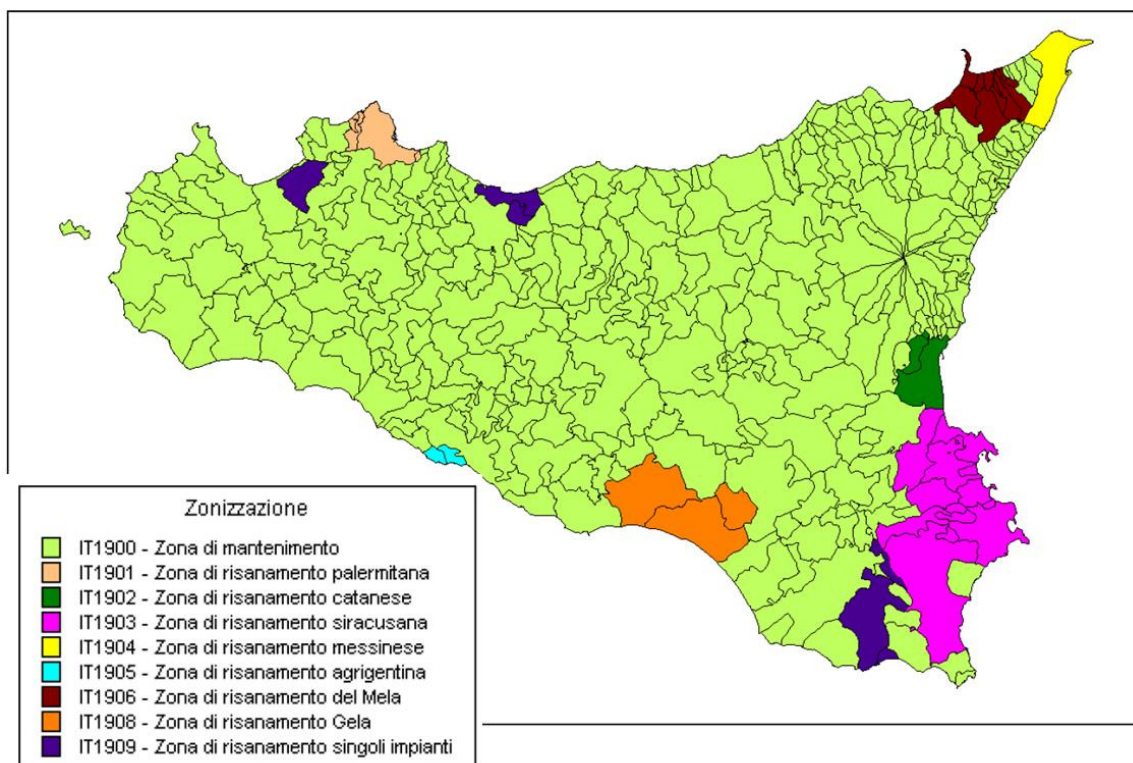 Zonizzazione
IT1900 - Zona di mantenimento
IT1901 - Zona di risanamento palermitana
IT1902 - Zona di risanamento catanese
IT1903 - Zona di risanamento siracusana
IT1904 - Zona di risanamento messinese
IT1905 - Zona di risanamento agrigentina
IT1906 - Zona di risanamento del Mela
IT1908 - Zona di risanamento Gela
IT1909 - Zona di risanamento singoli impianti